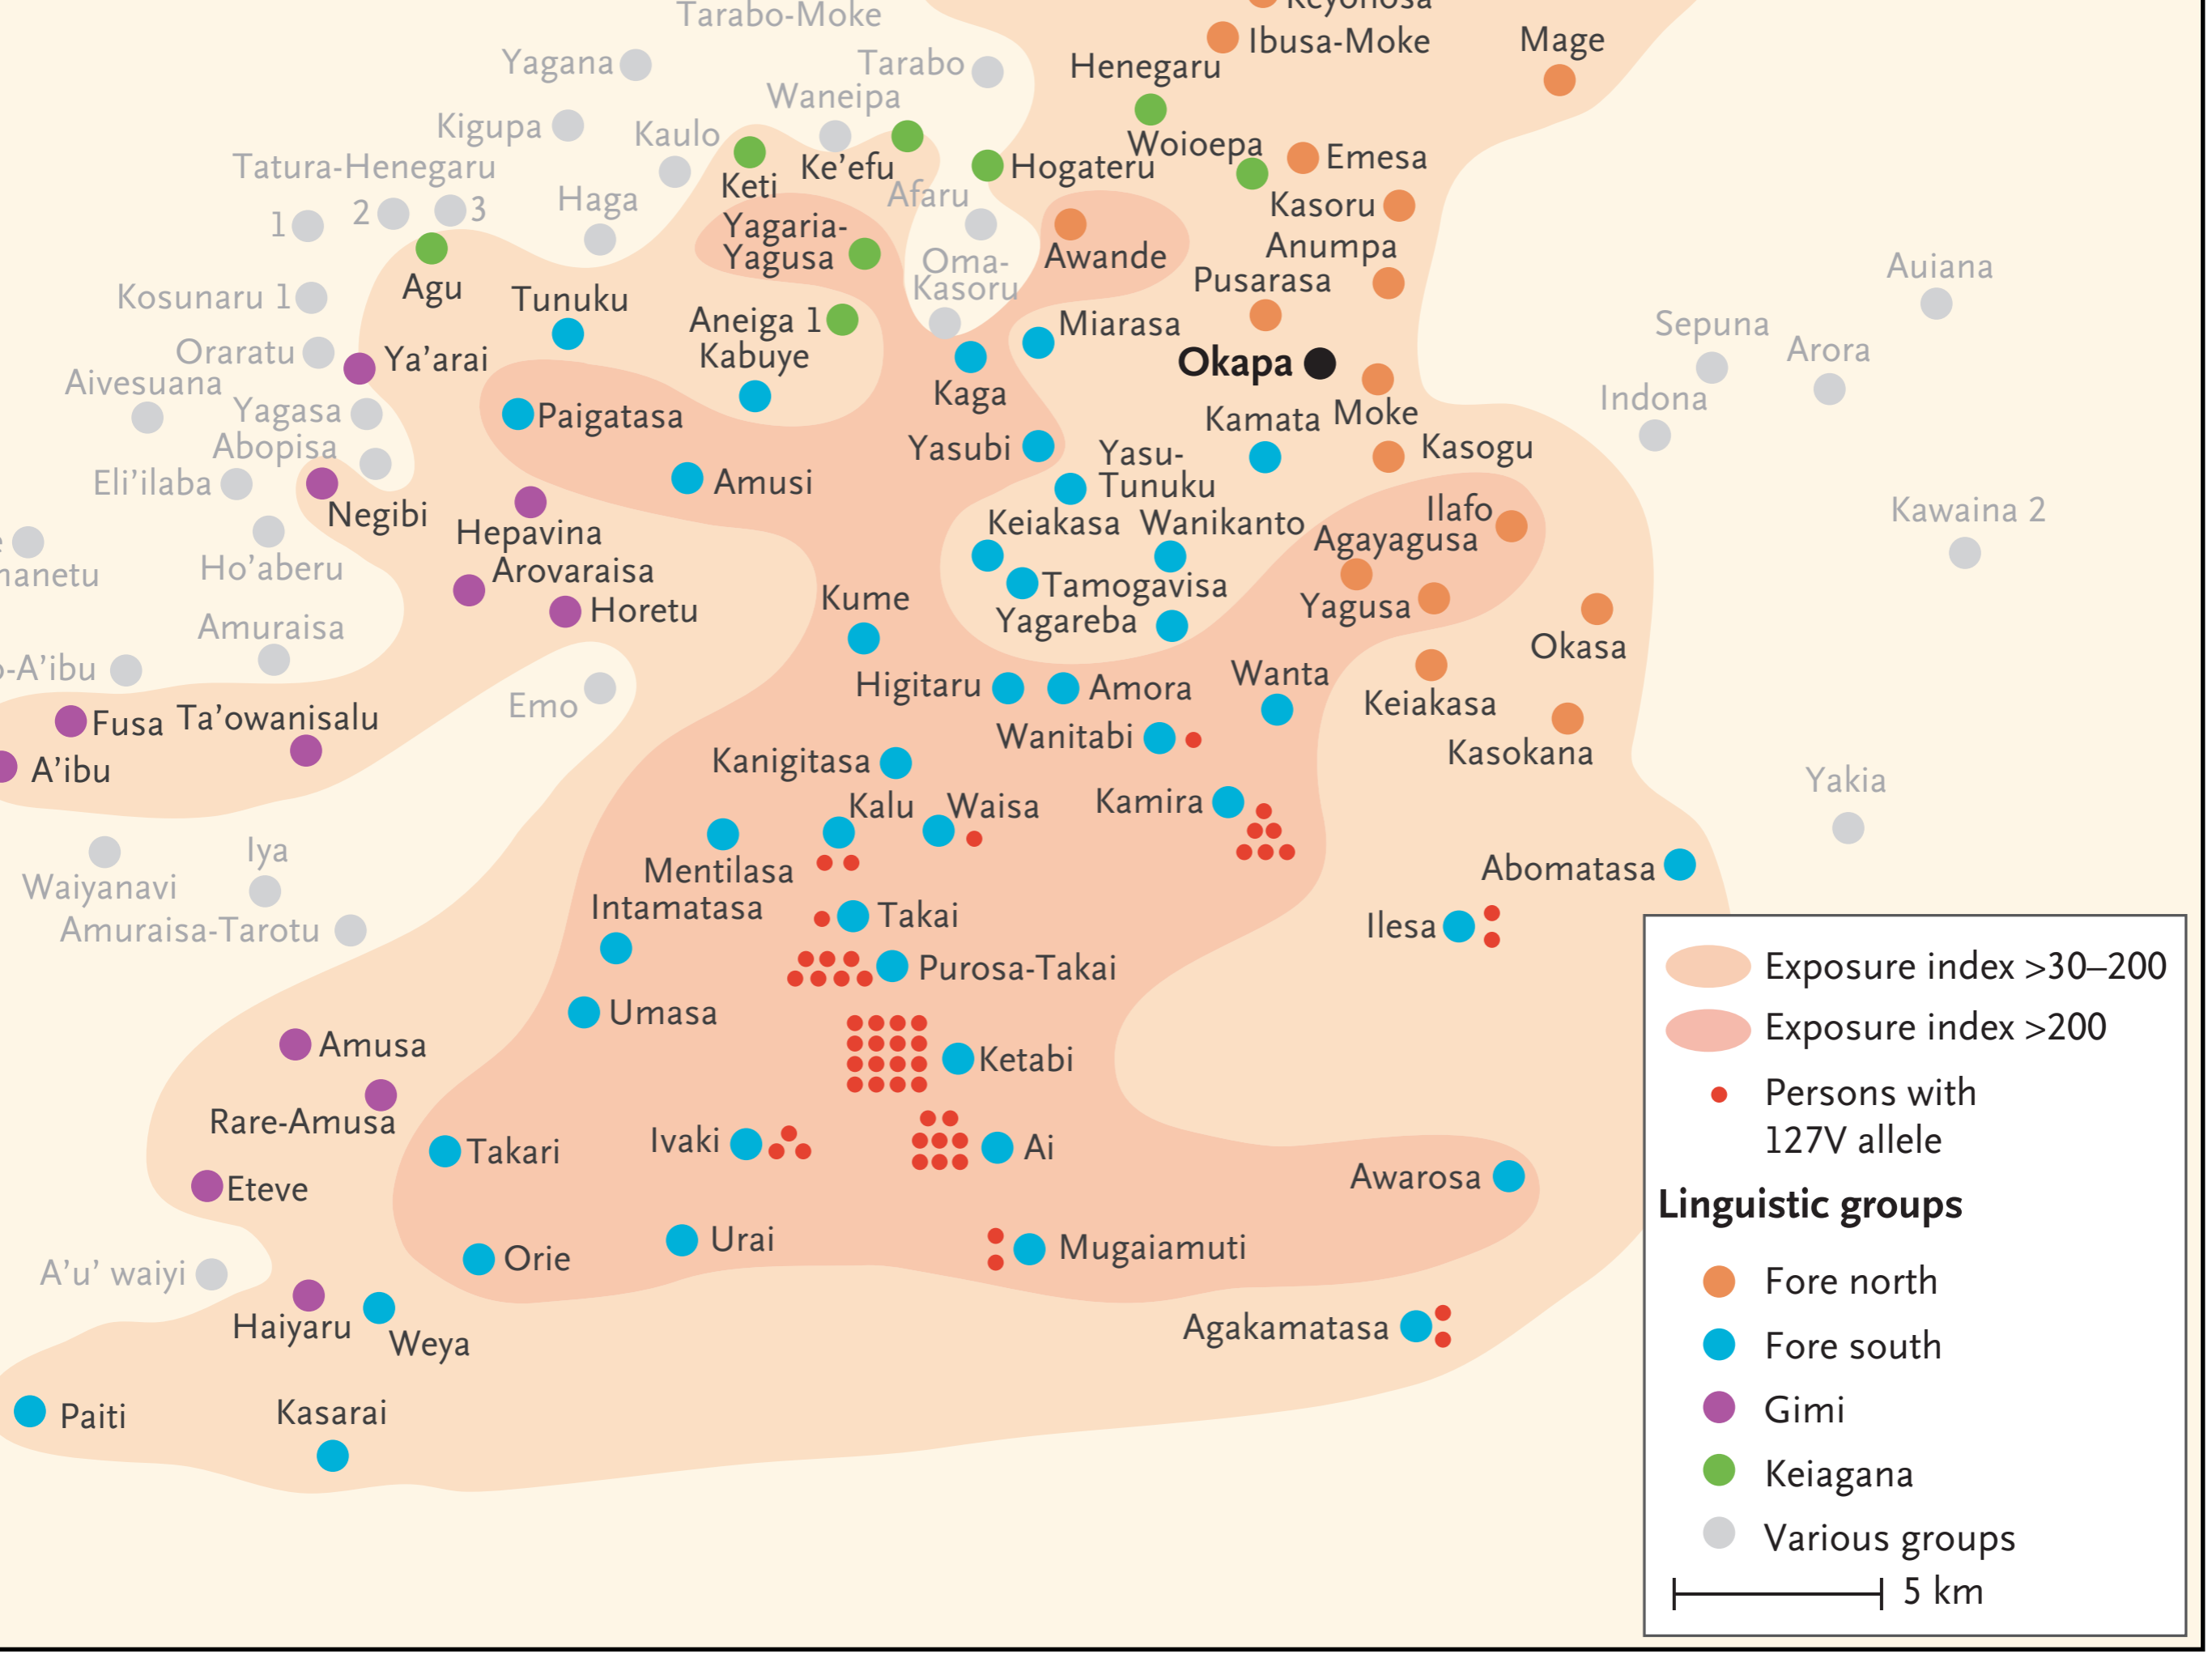 Tarabo-Moke
Ibusa-Moke
Mage
Yagana
Tarabo
Henegaru
Waneipa
Kigupa
Kaulo
Woioepa
Emesa
Tatura-Henegaru
Ke’efu
Hogateru
Keti
Haga
Afaru
Kasoru
1
2
3
Yagaria-
Yagusa
Awande
Anumpa
Oma-
Kasoru
Auiana
Agu
Pusarasa
Kosunaru 1
Tunuku
Aneiga 1
Miarasa
Sepuna
Oraratu
Ya’arai
Kabuye
Okapa
Arora
Aivesuana
Kaga
Indona
Yagasa
Paigatasa
Kamata
Moke
Abopisa
Yasubi
Yasu-
Tunuku
Kasogu
Eli’ilaba
Amusi
Negibi
Keiakasa
Wanikanto
Ilafo
Kawaina 2
Hepavina
Agayagusa
manetu
Ho’aberu
Arovaraisa
Tamogavisa
Kume
Horetu
Yagareba
Yagusa
Amuraisa
Okasa
-A’ibu
Emo
Higitaru
Amora
Wanta
Keiakasa
Fusa
Ta’owanisalu
Wanitabi
Kasokana
A’ibu
Kanigitasa
Yakia
Kalu
Waisa
Kamira
Iya
Mentilasa
Abomatasa
Waiyanavi
Intamatasa
Takai
Ilesa
Amuraisa-Tarotu
Purosa-Takai
Umasa
Amusa
Ketabi
Rare-Amusa
Takari
Ivaki
Ai
Awarosa
Eteve
Urai
Mugaiamuti
Orie
A’u’ waiyi
Haiyaru
Weya
Agakamatasa
Paiti
Kasarai
Exposure index >30–200
Exposure index >200
Persons with
127V allele
Linguistic groups
Fore north
Fore south
Gimi
Keiagana
Various groups
5 km